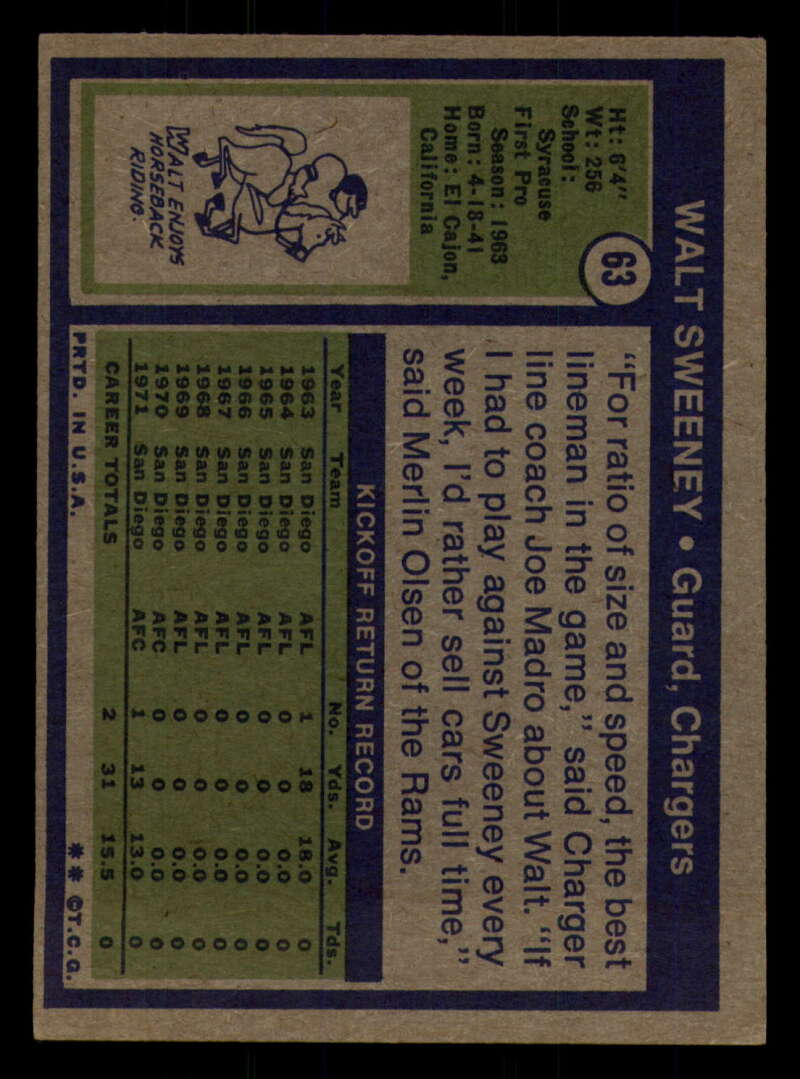 WALT SWEENEY • Guard, Chargers
63
Ht: 6'4"
Wt: 256
School:
Syracuse
First Pro
Season: 1963
Born: 4-18-41
Home: El Cajon,
California
WALT ENJOYS
HORSEBACK
RIDING.
“For ratio of size and speed, the best
lineman in the game,” said Charger
line coach Joe Madro about Walt. “If
I had to play against Sweeney every
week, I’d rather sell cars full time,”
said Merlin Olsen of the Rams.
KICKOFF RETURN RECORD
Year Team No. Yds. Avg. Tds.
1963 San Diego AFL 1 18 18.0 0
1964 San Diego AFL 0 0 0.0 0
1965 San Diego AFL 0 0 0.0 0
1966 San Diego AFL 0 0 0.0 0
1967 San Diego AFL 0 0 0.0 0
1968 San Diego AFL 0 0 0.0 0
1969 San Diego AFL 0 0 0.0 0
1970 San Diego AFC 0 0 0.0 0
1971 San Diego AFC 1 13 13.0 0
CAREER TOTALS 2 31 15.5 0
PRTD. IN U.S.A. ** ©T.C.G.